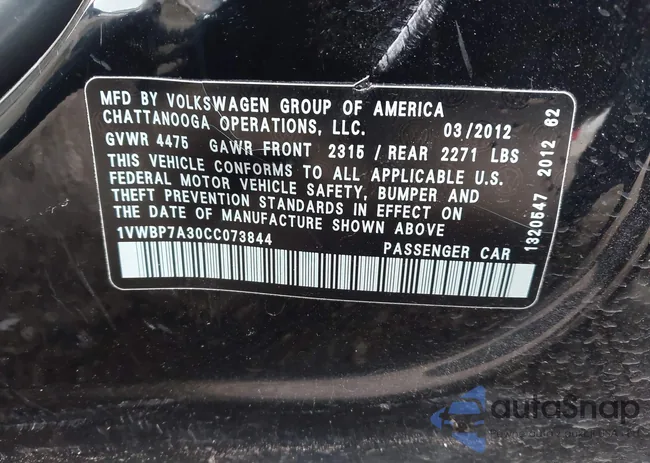 MFD BY VOLKSWAGEN GROUP OF AMERICA
CHATTANOOGA OPERATIONS, LLC. 03/2012
GVWR 4475 GAWR FRONT 2315 / REAR 2271 LBS
THIS VEHICLE CONFORMS TO ALL APPLICABLE U.S.
FEDERAL MOTOR VEHICLE SAFETY, BUMPER AND
THEFT PREVENTION STANDARDS IN EFFECT ON
THE DATE OF MANUFACTURE SHOWN ABOVE
1VWBP7A30CC073844 PASSENGER CAR
1320547 2012 62
autoSnap